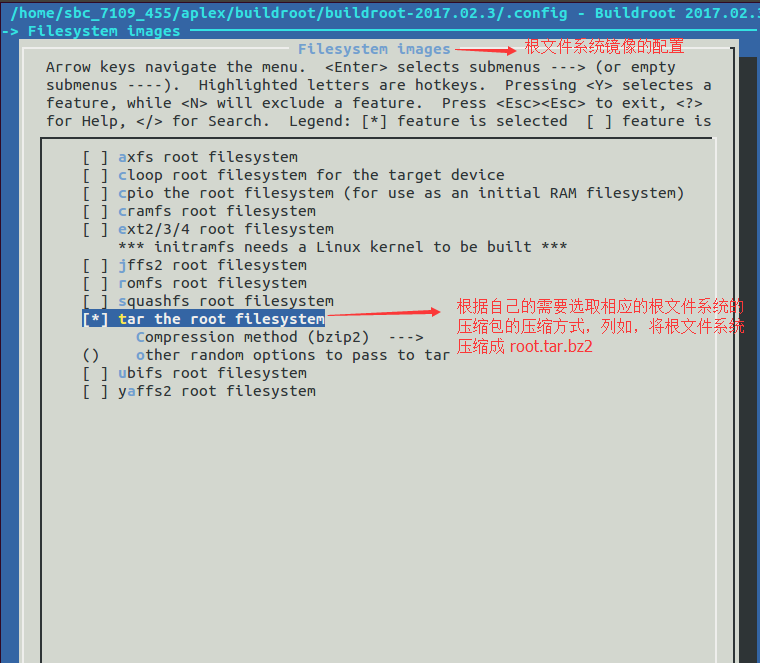 /home/sbc_7109_455/aplex/buildroot/buildroot-2017.02.3/.config - Buildroot 2017.02.
-> Filesystem images
Filesystem images
根文件系统镜像的配置
Arrow keys navigate the menu.  <Enter> selects submenus ---> (or empty
submenus ----).  Highlighted letters are hotkeys.  Pressing <Y> selectes a
feature, while <N> will exclude a feature.  Press <Esc><Esc> to exit, <?>
for Help, </> for Search.  Legend: [*] feature is selected  [ ] feature is
[ ] axfs root filesystem
[ ] cloop root filesystem for the target device
[ ] cpio the root filesystem (for use as an initial RAM filesystem)
[ ] cramfs root filesystem
[ ] ext2/3/4 root filesystem
*** initramfs needs a Linux kernel to be built ***
[ ] jffs2 root filesystem
[ ] romfs root filesystem
[ ] squashfs root filesystem
[*] tar the root filesystem
Compression method (bzip2)  --->
()    other random options to pass to tar
[ ] ubifs root filesystem
[ ] yaffs2 root filesystem
根据自己的需要选取相应的根文件系统的
压缩包的压缩方式，列如，将根文件系统
压缩成 root.tar.bz2